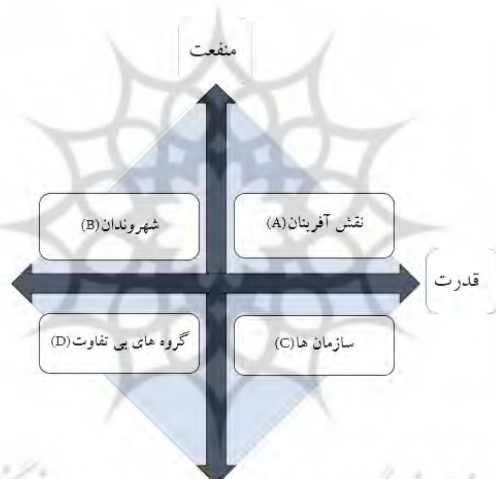 منفعت
نقش آفرینان (A)
شهروندان (B)
قدرت
سازمان ها (C)
گروه های بی تفاوت (D)